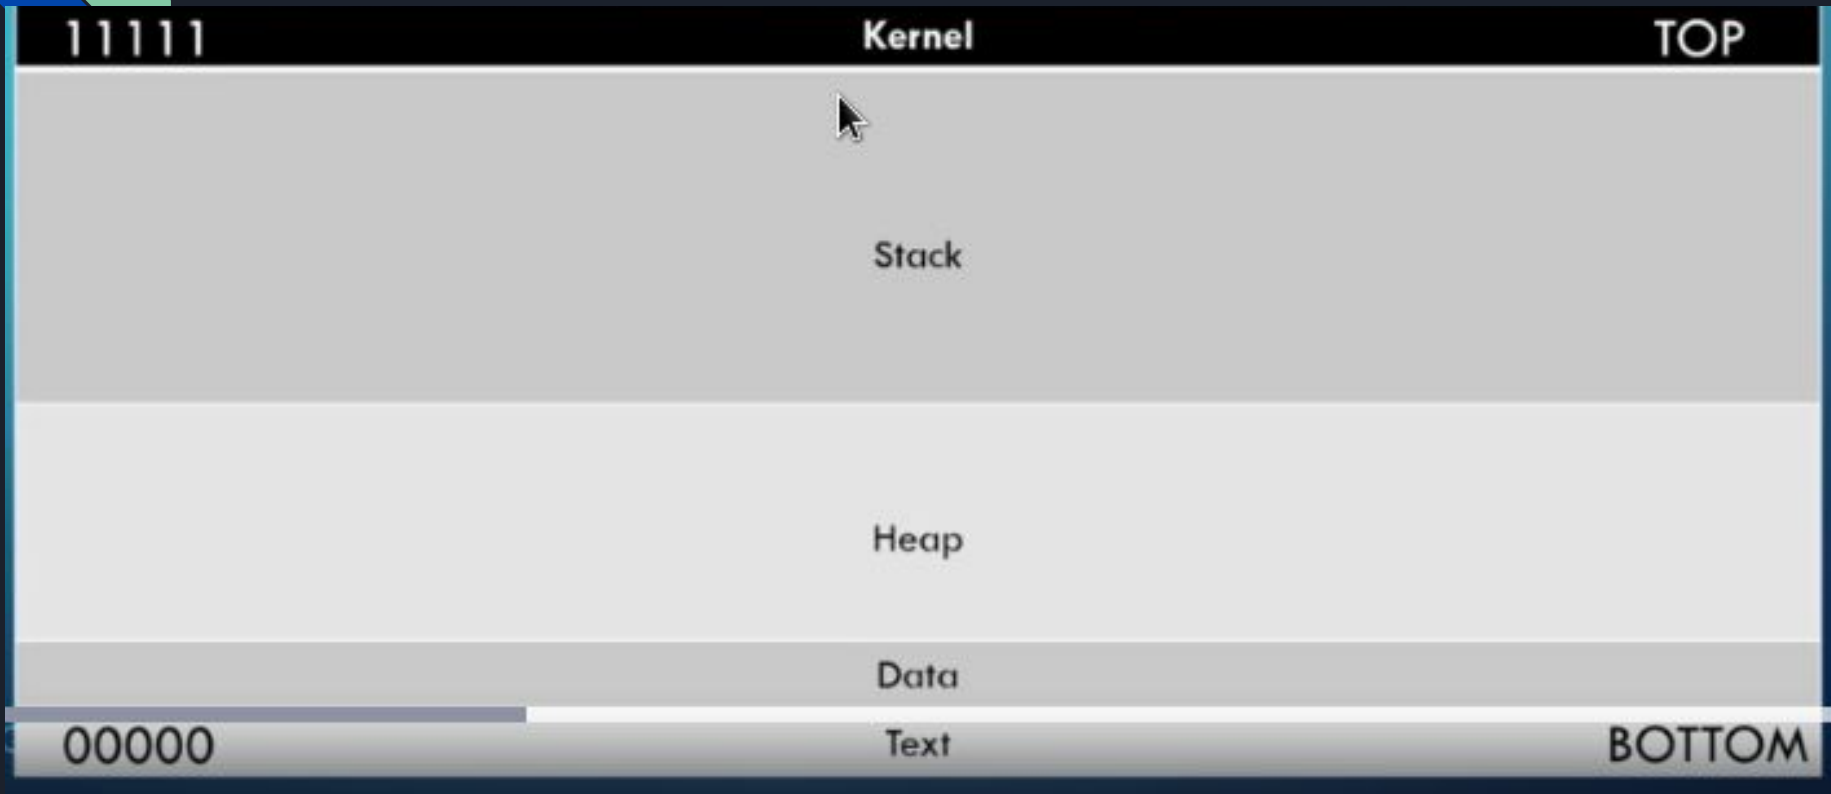 11111 Kernel TOP
Stack
Heap
Data
00000 Text BOTTOM